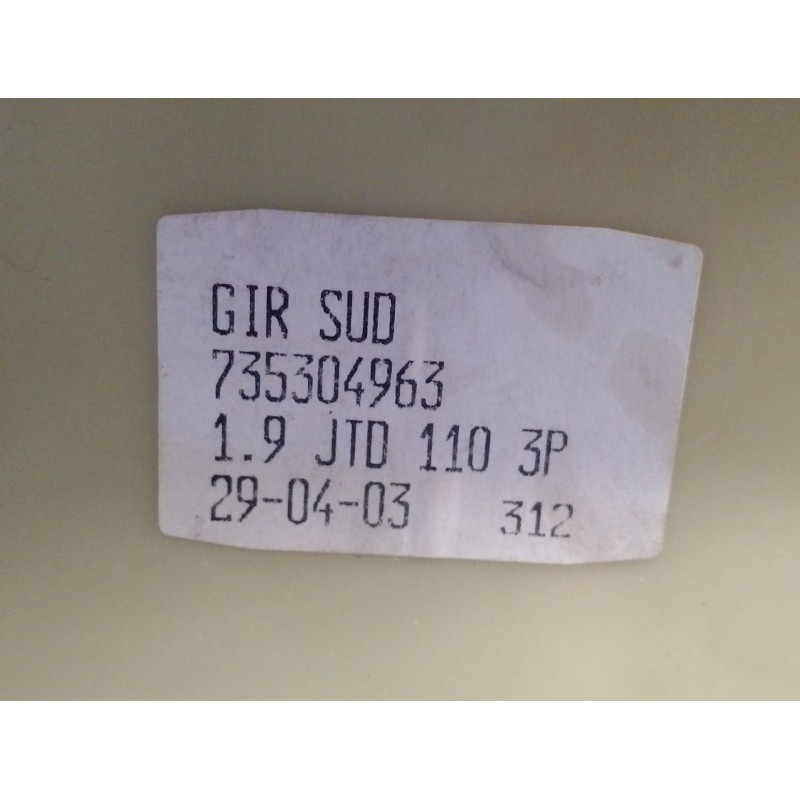 GIR SUD
735304963
1.9 JTD 110 3P
29-04-03 312